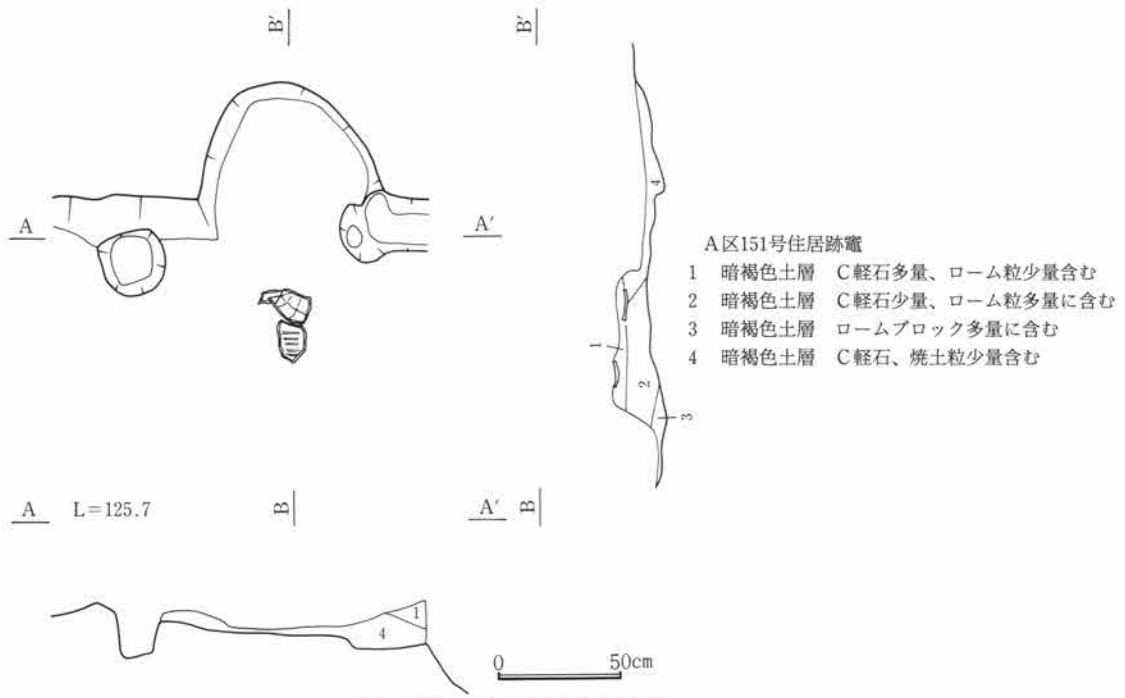 B′
B′
A
A′
4
1
2
3
A区151号住居跡竈
1 暗褐色土層 C軽石多量、ローム粒少量含む
2 暗褐色土層 C軽石少量、ローム粒多量に含む
3 暗褐色土層 ロームブロック多量に含む
4 暗褐色土層 C軽石、焼土粒少量含む
A L=125.7
B
A′
B
1
4
0 50cm